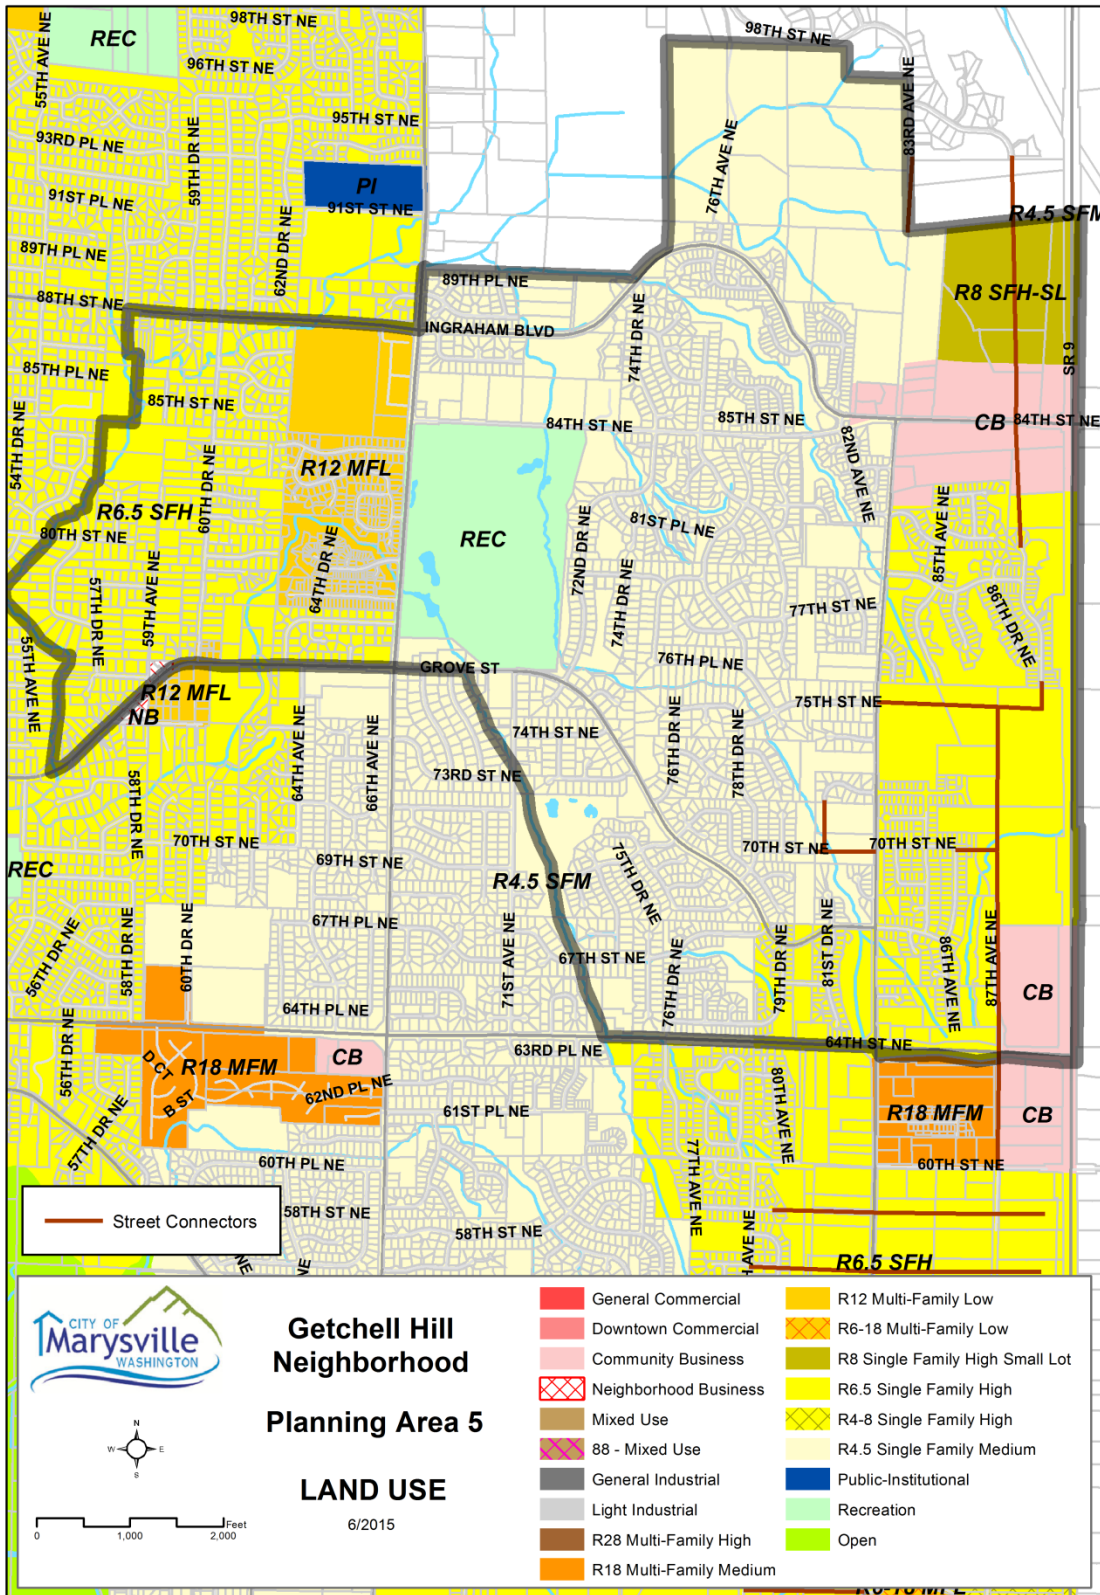 98TH ST NE
98TH ST NE
REC
55TH AVE NE
96TH ST NE
59TH DR NE
95TH ST NE
93RD PL NE
83RD AVE NE
76TH AVE NE
PI
91ST PL NE
91ST ST NE
R4.5 SFM
62ND DR NE
89TH PL NE
89TH PL NE
R8 SFH-SL
88TH ST NE
INGRAHAM BLVD
74TH DR NE
SR 9
85TH PL NE
85TH ST NE
84TH ST NE
85TH ST NE
CB
84TH ST NE
54TH DR NE
82ND AVE NE
R12 MFL
60TH DR NE
R6.5 SFH
80TH ST NE
REC
81ST PL NE
72ND DR NE
85TH AVE NE
64TH DR NE
59TH AVE NE
57TH DR NE
74TH DR NE
77TH ST NE
86TH DR NE
55TH AVE NE
GROVE ST
76TH PL NE
R12 MFL
NB
75TH ST NE
64TH AVE NE
66TH AVE NE
74TH ST NE
76TH DR NE
78TH DR NE
73RD ST NE
58TH DR NE
70TH ST NE
70TH ST NE
70TH ST NE
69TH ST NE
REC
R4.5 SFM
75TH DR NE
67TH PL NE
56TH DR NE
58TH DR NE
60TH DR NE
71ST AVE NE
67TH ST NE
76TH DR NE
79TH DR NE
81ST DR NE
86TH AVE NE
87TH AVE NE
CB
64TH PL NE
64TH ST NE
56TH DR NE
D CT
R18 MFM
CB
63RD PL NE
62ND PL NE
B ST
80TH AVE NE
R18 MFM
CB
61ST PL NE
57TH DR NE
60TH PL NE
60TH ST NE
77TH AVE NE
58TH ST NE
58TH ST NE
Street Connectors
R6.5 SFH
CITY OF
Marysville
WASHINGTON
Getchell Hill
Neighborhood
Planning Area 5
LAND USE
6/2015
N
W E
S
0 1,000 2,000 Feet
General Commercial
Downtown Commercial
Community Business
Neighborhood Business
Mixed Use
88 - Mixed Use
General Industrial
Light Industrial
R28 Multi-Family High
R18 Multi-Family Medium
R12 Multi-Family Low
R6-18 Multi-Family Low
R8 Single Family High Small Lot
R6.5 Single Family High
R4-8 Single Family High
R4.5 Single Family Medium
Public-Institutional
Recreation
Open